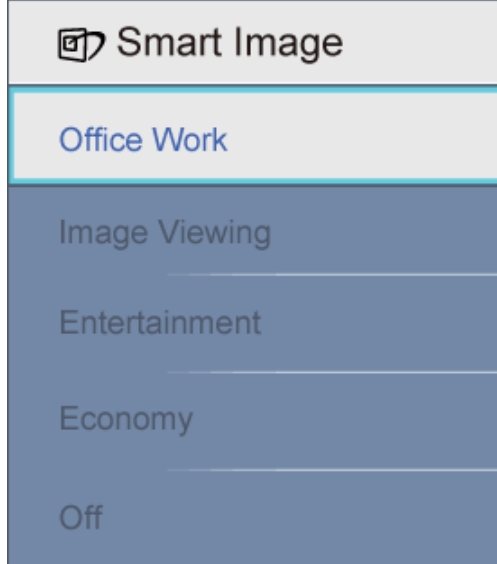 Smart Image
Office Work
Image Viewing
Entertainment
Economy
Off